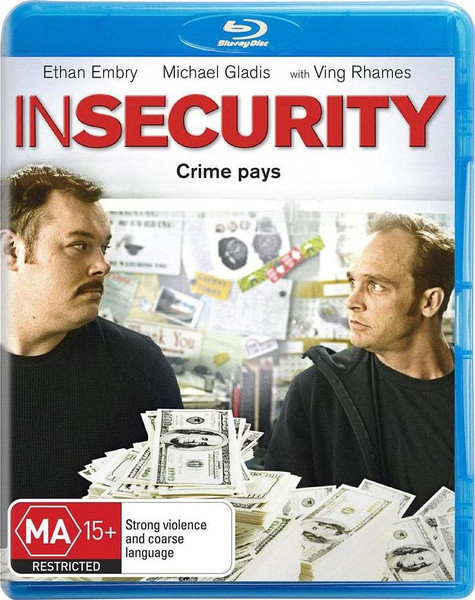 Blu-ray Disc
Ethan Embry Michael Gladis with Ving Rhames
INSECURITY
Crime pays
Thank You
MA 15+
RESTRICTED
Strong violence
and coarse
language